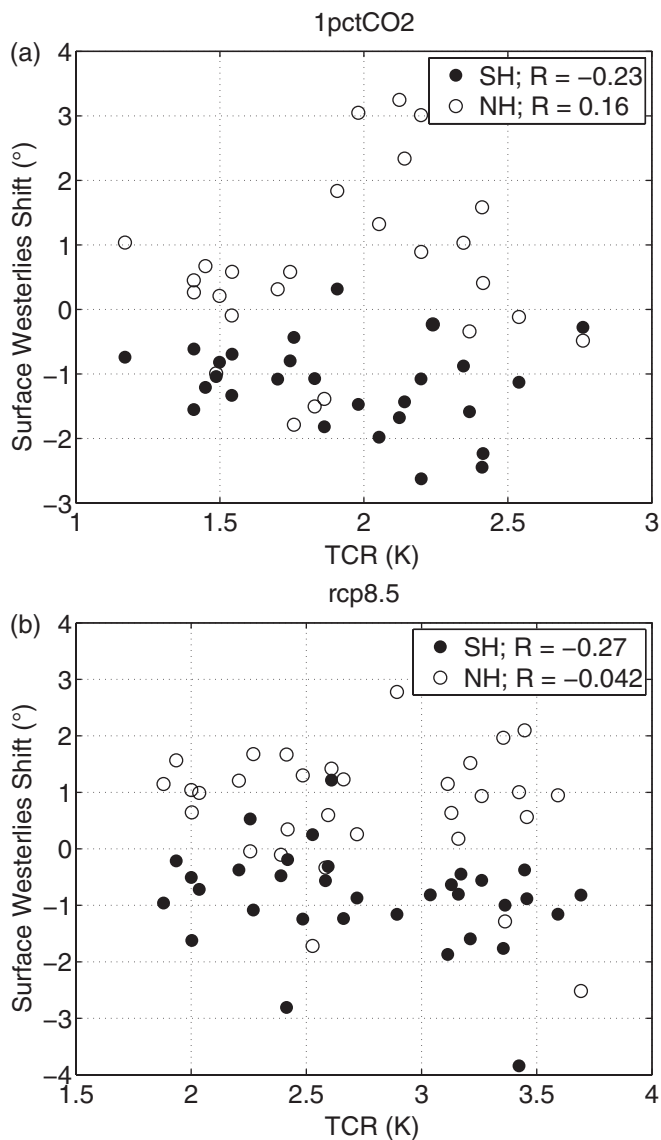 1pctCO2
(a)
SH; R = −0.23
NH; R = 0.16
Surface Westerlies Shift (°)
4
3
2
1
0
−1
−2
−3
1
1.5
2
2.5
3
TCR (K)
rcp8.5
(b)
SH; R = −0.27
NH; R = −0.042
Surface Westerlies Shift (°)
4
3
2
1
0
−1
−2
−3
−4
1.5
2
2.5
3
3.5
4
TCR (K)